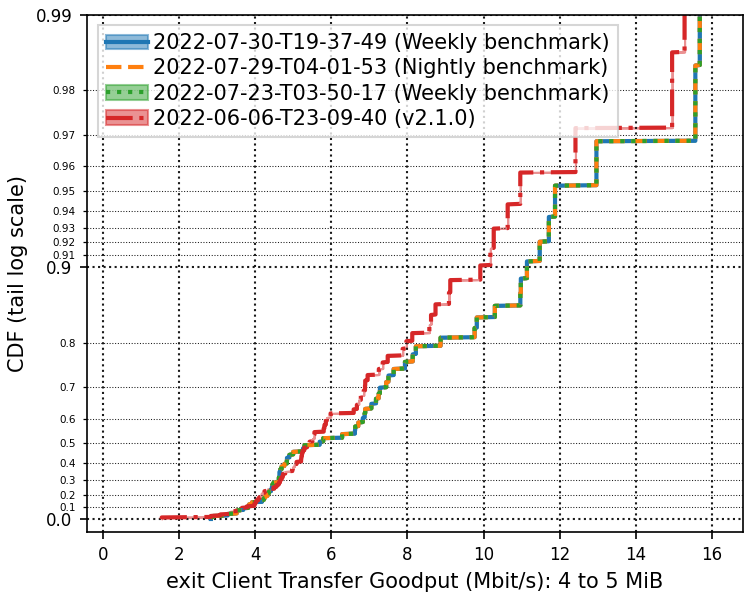 0.99
2022-07-30-T19-37-49 (Weekly benchmark)
2022-07-29-T04-01-53 (Nightly benchmark)
2022-07-23-T03-50-17 (Weekly benchmark)
2022-06-06-T23-09-40 (v2.1.0)
0.98
0.97
0.96
0.95
0.94
0.93
0.92
0.91
0.9
0.8
0.7
0.6
0.5
0.4
0.3
0.2
0.1
0.0
CDF (tail log scale)
0 2 4 6 8 10 12 14 16
exit Client Transfer Goodput (Mbit/s): 4 to 5 MiB